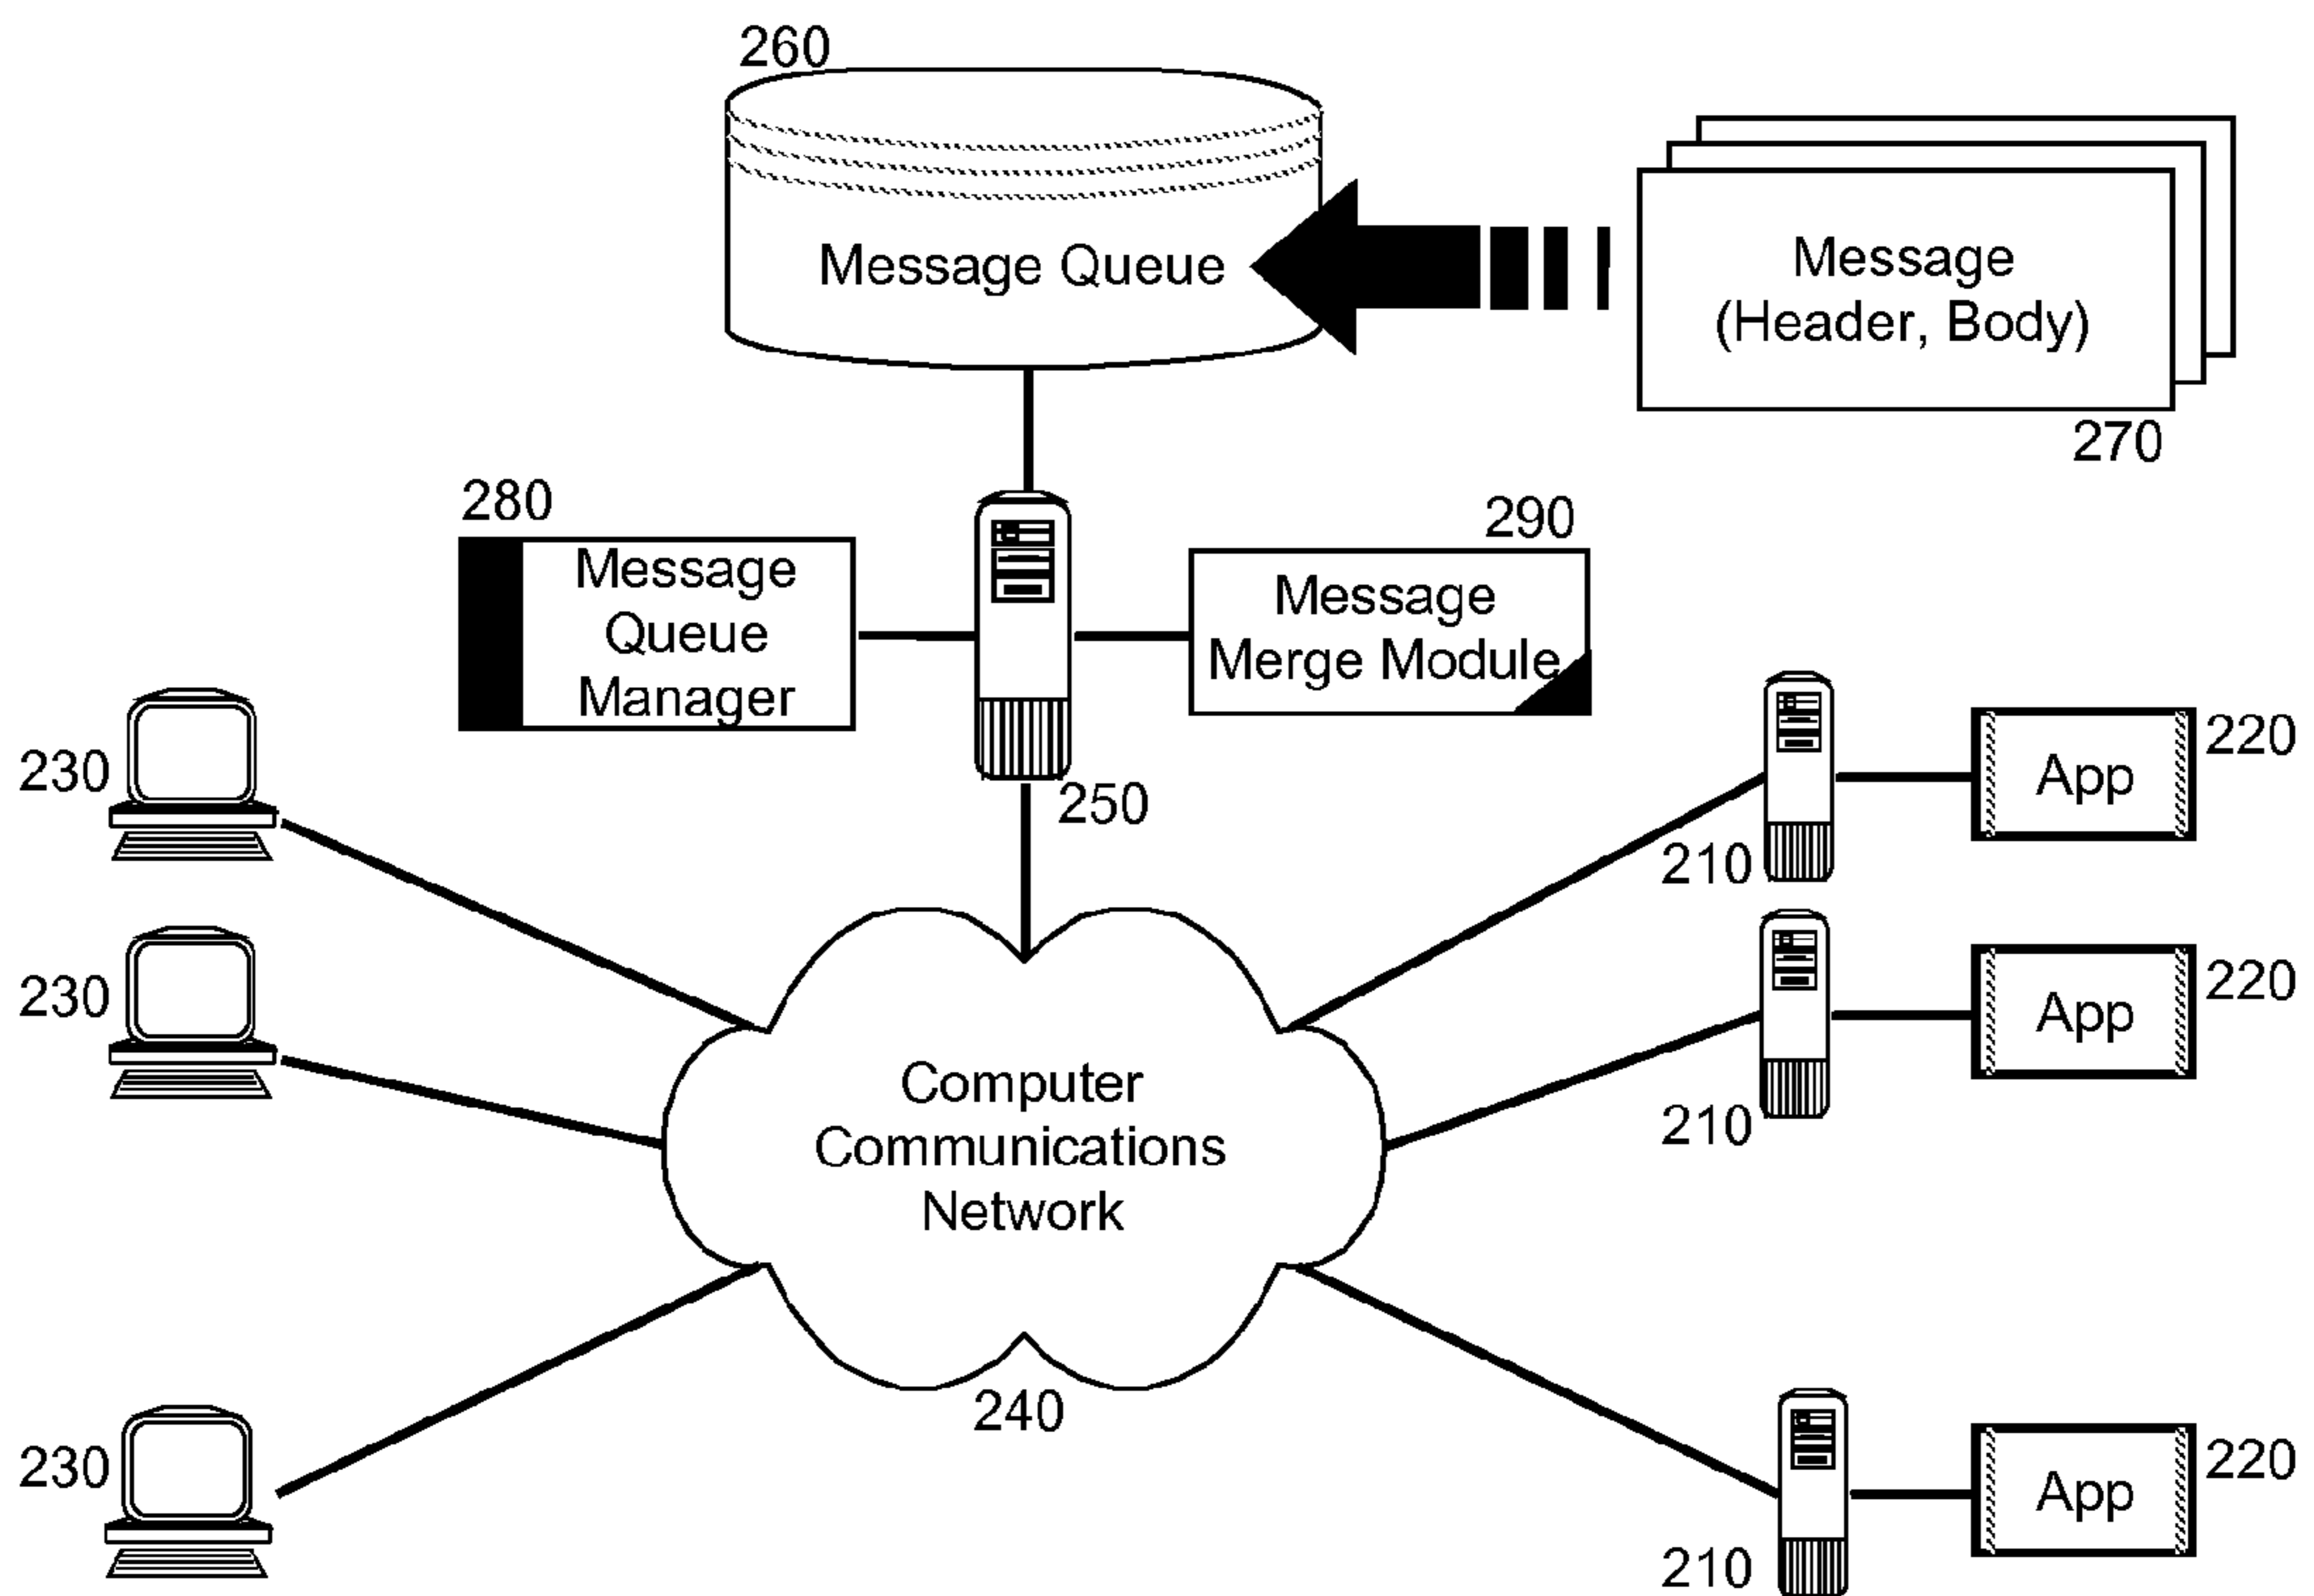 260
Message Queue
Message
(Header, Body)
270
280
Message
Queue
Manager
290
Message
Merge Module
250
230
210
App
220
230
210
App
220
Computer
Communications
Network
240
230
210
App
220